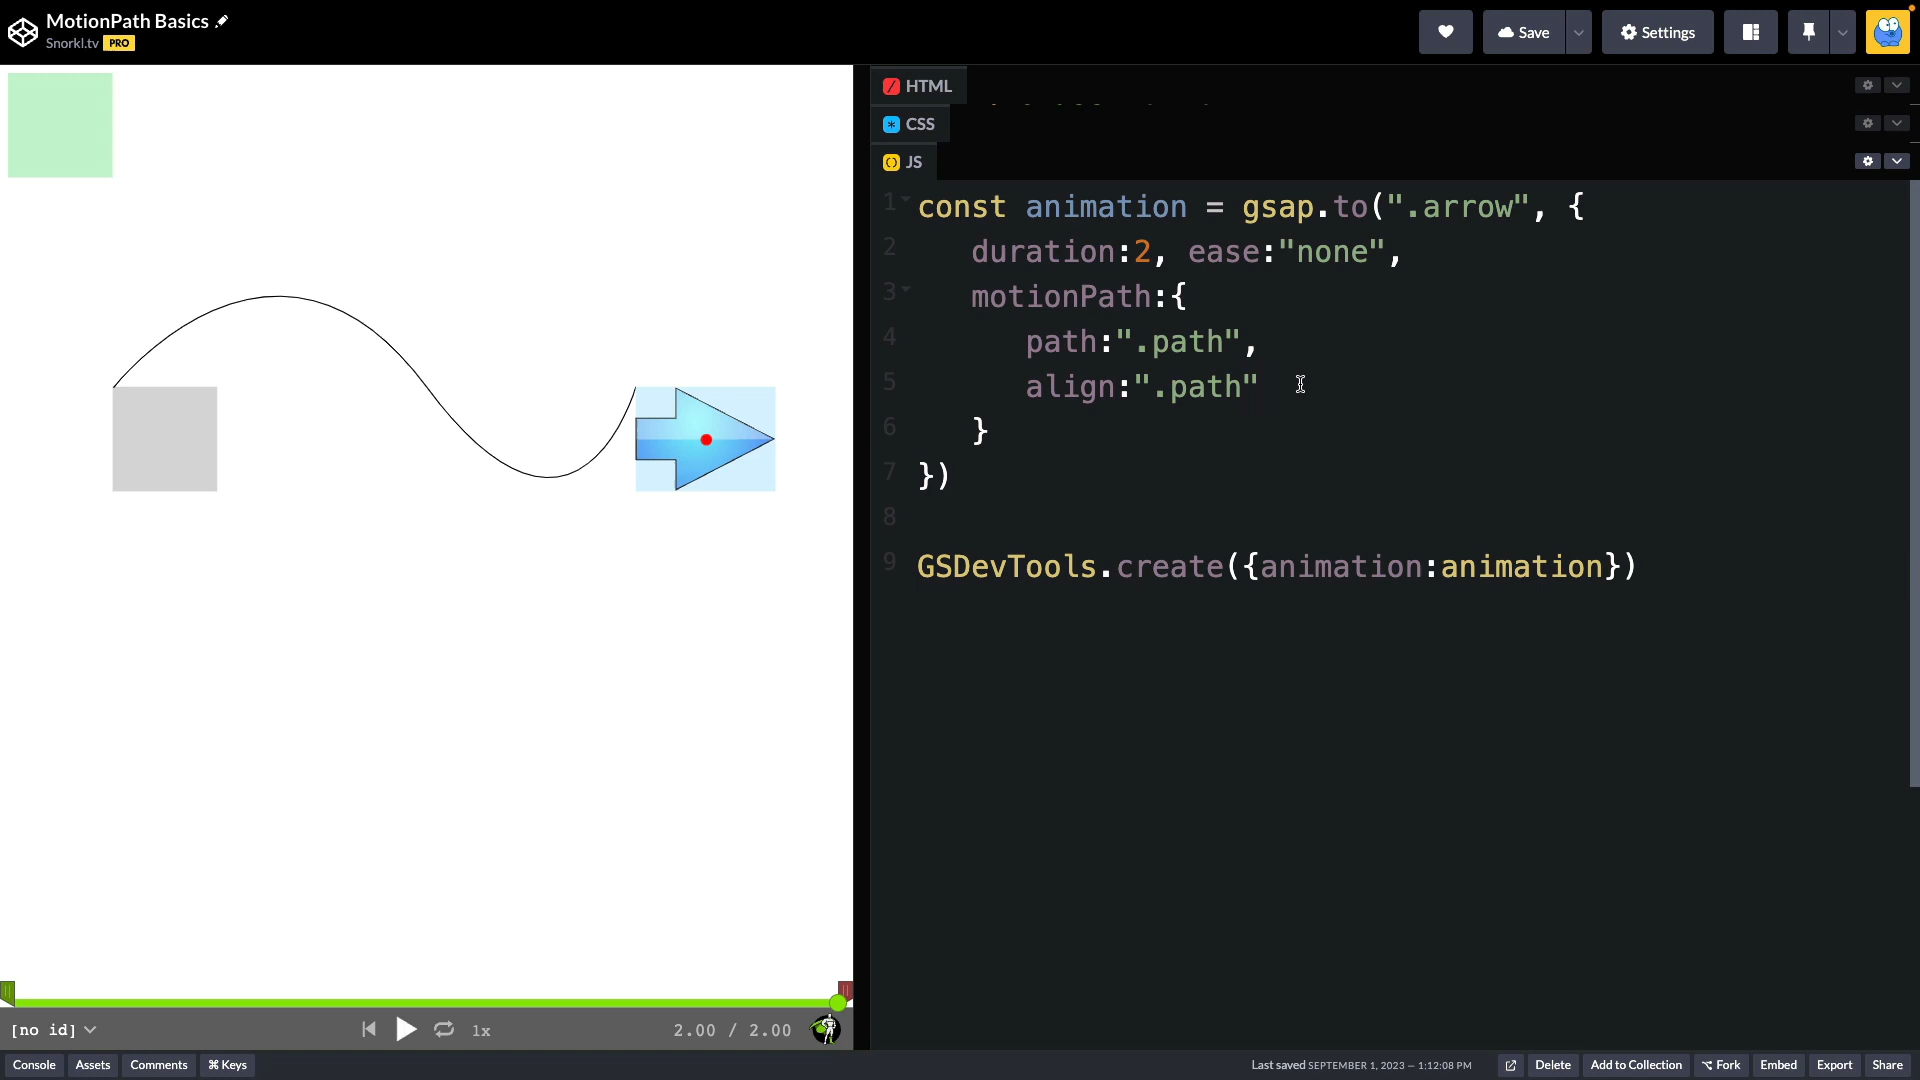 MotionPath Basics
Snorkl.tv PRO
Save
Settings
HTML
CSS
JS
1 const animation = gsap.to(".arrow", {
2 duration:2, ease:"none",
3 motionPath:{
4 path:".path",
5 align:".path"
6 }
7 })
8
9 GSDevTools.create({animation:animation})
[no id] 1x 2.00 / 2.00
Console Assets Comments ⌘ Keys Last saved SEPTEMBER 1, 2023 — 1:12:08 PM Delete Add to Collection Fork Embed Export Share